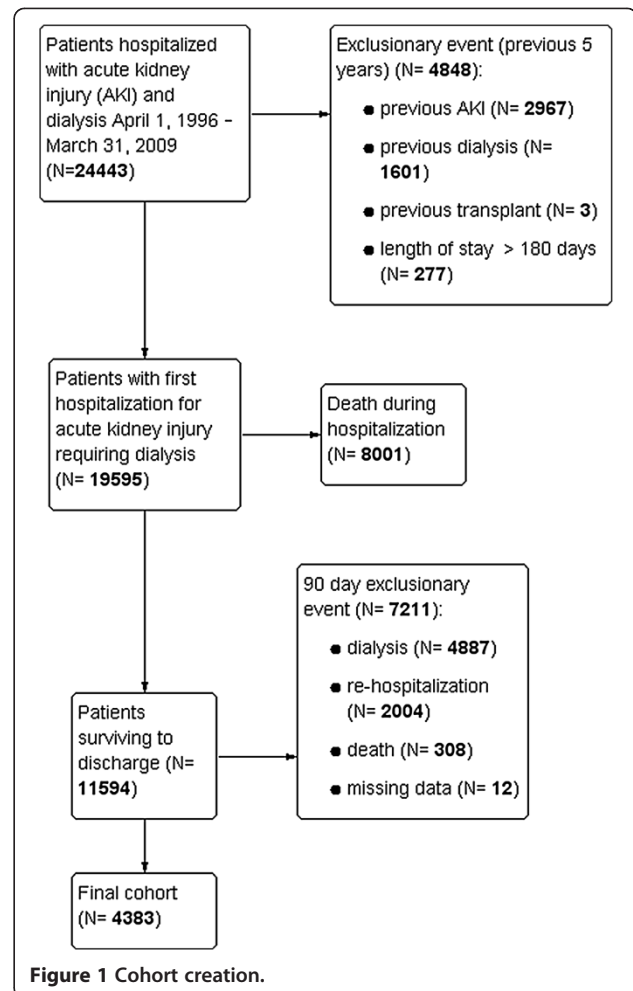 Patients hospitalized
with acute kidney
injury (AKI) and
dialysis April 1, 1996 –
March 31, 2009
(N=24443)
Exclusionary event (previous 5
years) (N= 4848):
● previous AKI (N= 2967)
● previous dialysis (N=
1601)
● previous transplant (N= 3)
● length of stay > 180 days
(N= 277)
Patients with first
hospitalization for
acute kidney injury
requiring dialysis
(N= 19595)
Death during
hospitalization
(N= 8001)
90 day exclusionary
event (N= 7211):
● dialysis (N= 4887)
● re-hospitalization
(N= 2004)
● death (N= 308)
● missing data (N= 12)
Patients
surviving to
discharge (N=
11594)
Final cohort
(N= 4383)
Figure 1 Cohort creation.